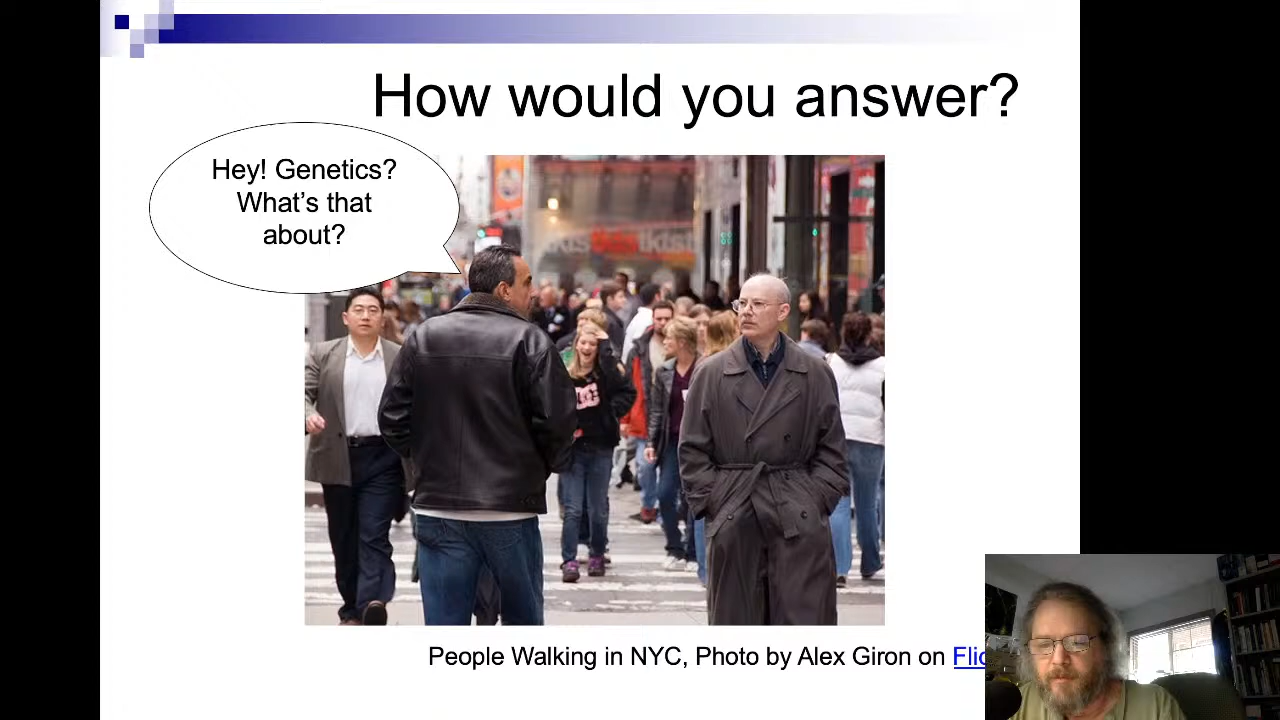 How would you answer?
Hey! Genetics?
What's that
about?
People Walking in NYC, Photo by Alex Giron on